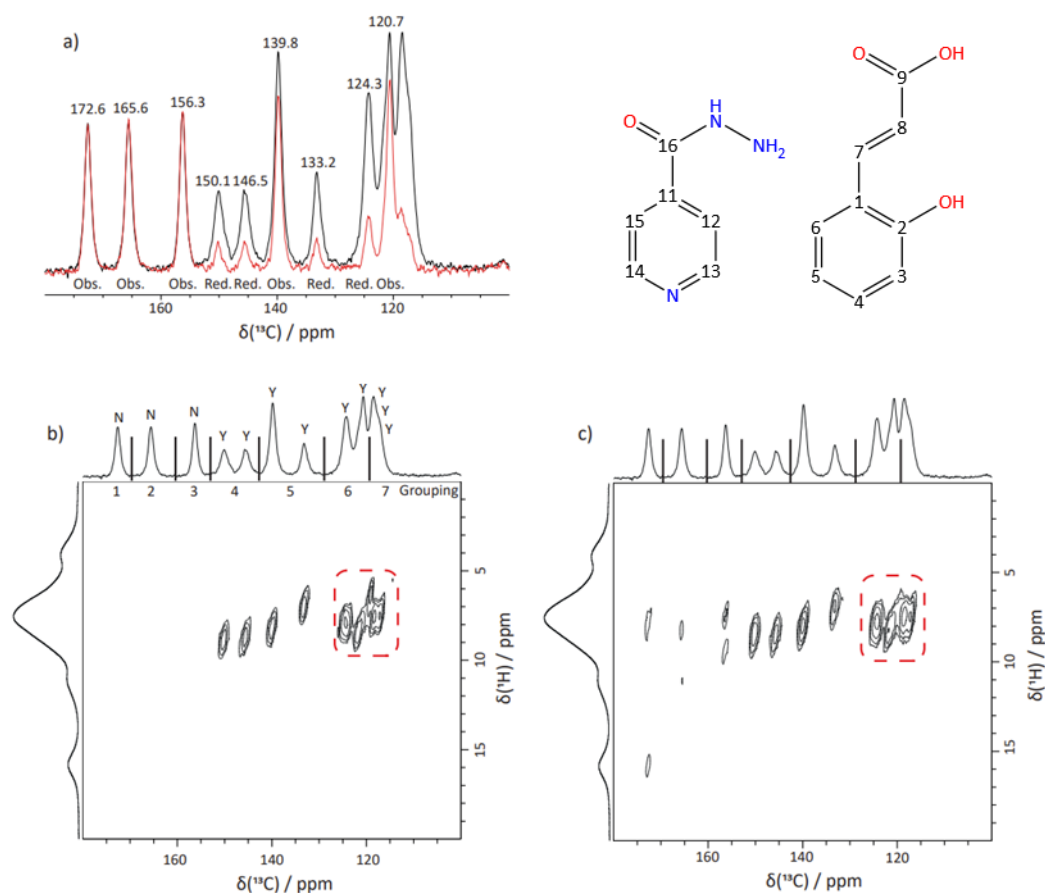 a)
172.6 165.6 156.3 150.1 146.5 139.8 133.2 124.3 120.7
Obs. Obs. Obs. Red. Red. Obs. Red. Red. Obs.
160 140 120
δ(¹³C) / ppm
O H N NH₂
16
11
15 12
14 13
N
O OH
9
8
7
1 OH
6 2
5 3
4
b)
N N N Y Y Y Y Y Y Y Y
1 2 3 4 5 6 7 Grouping
5
10
15
δ(¹H) / ppm
160 140 120
δ(¹³C) / ppm
c)
5
10
15
δ(¹H) / ppm
160 140 120
δ(¹³C) / ppm